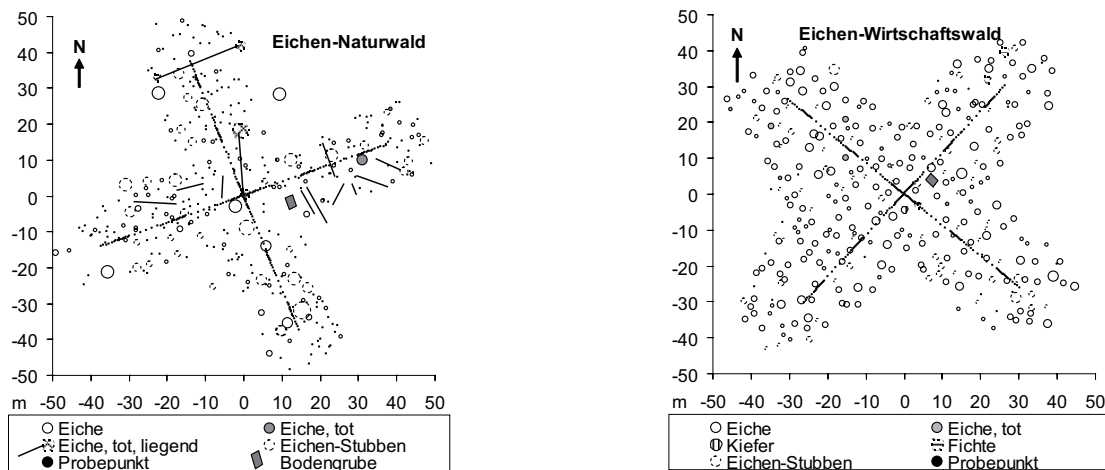 Eichen-Naturwald
N
50
40
30
20
10
0
-10
-20
-30
-40
-50
m -50 -40 -30 -20 -10 0 10 20 30 40 50
Eiche
Eiche, tot
Eiche, tot, liegend
Eichen-Stubben
Probepunkt
Bodengrube
Eichen-Wirtschaftswald
N
50
40
30
20
10
0
-10
-20
-30
-40
-50
m -50 -40 -30 -20 -10 0 10 20 30 40 50
Eiche
Eiche, tot
Kiefer
Fichte
Eichen-Stubben
Probepunkt